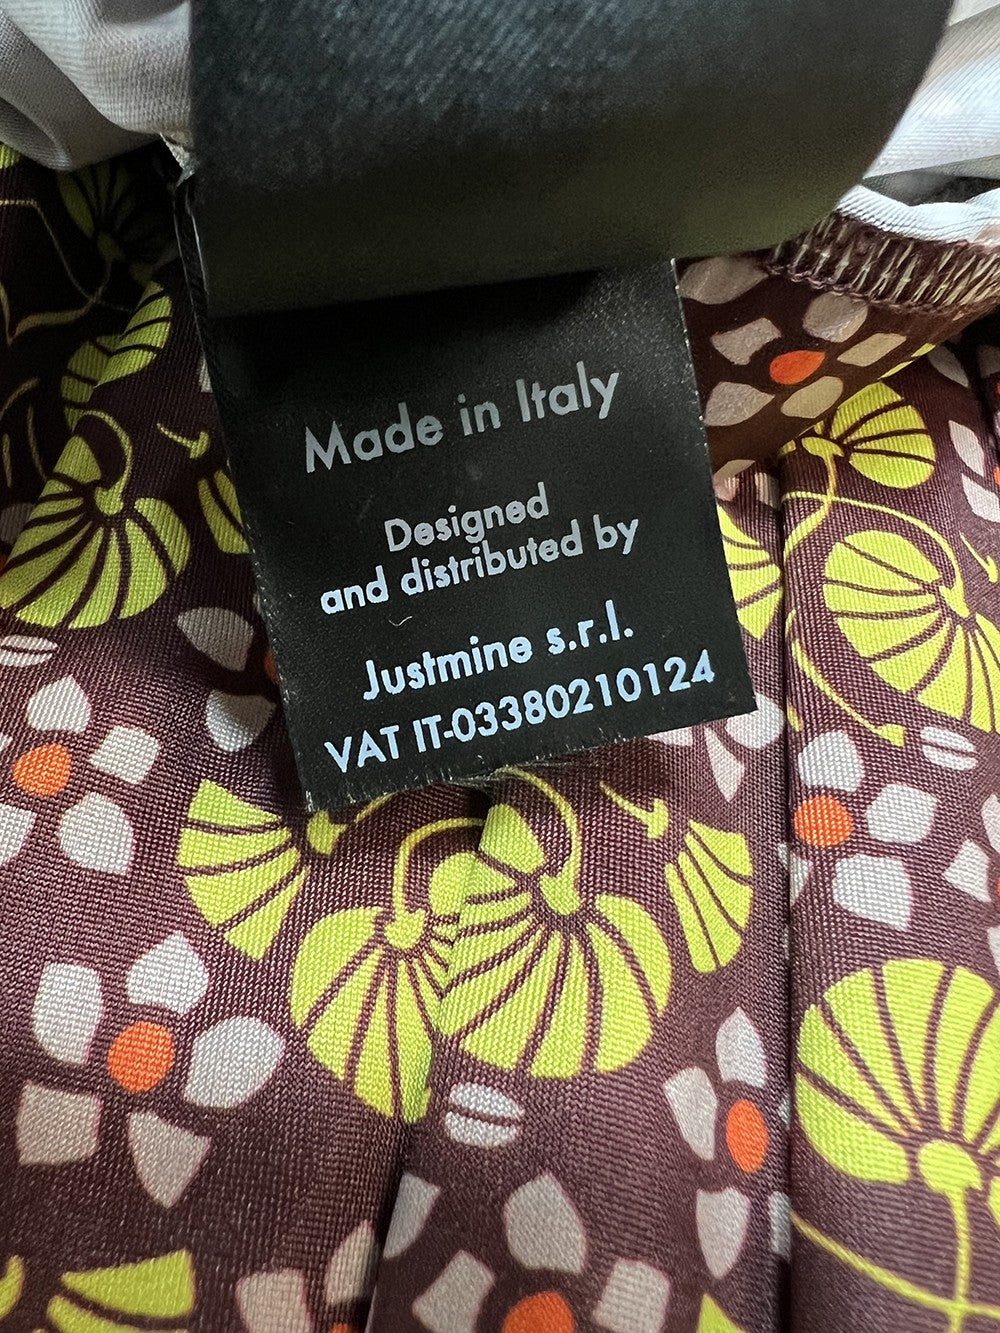 Made in Italy
Designed
and distributed by
Justmine s.r.l.
VAT IT-03380210124